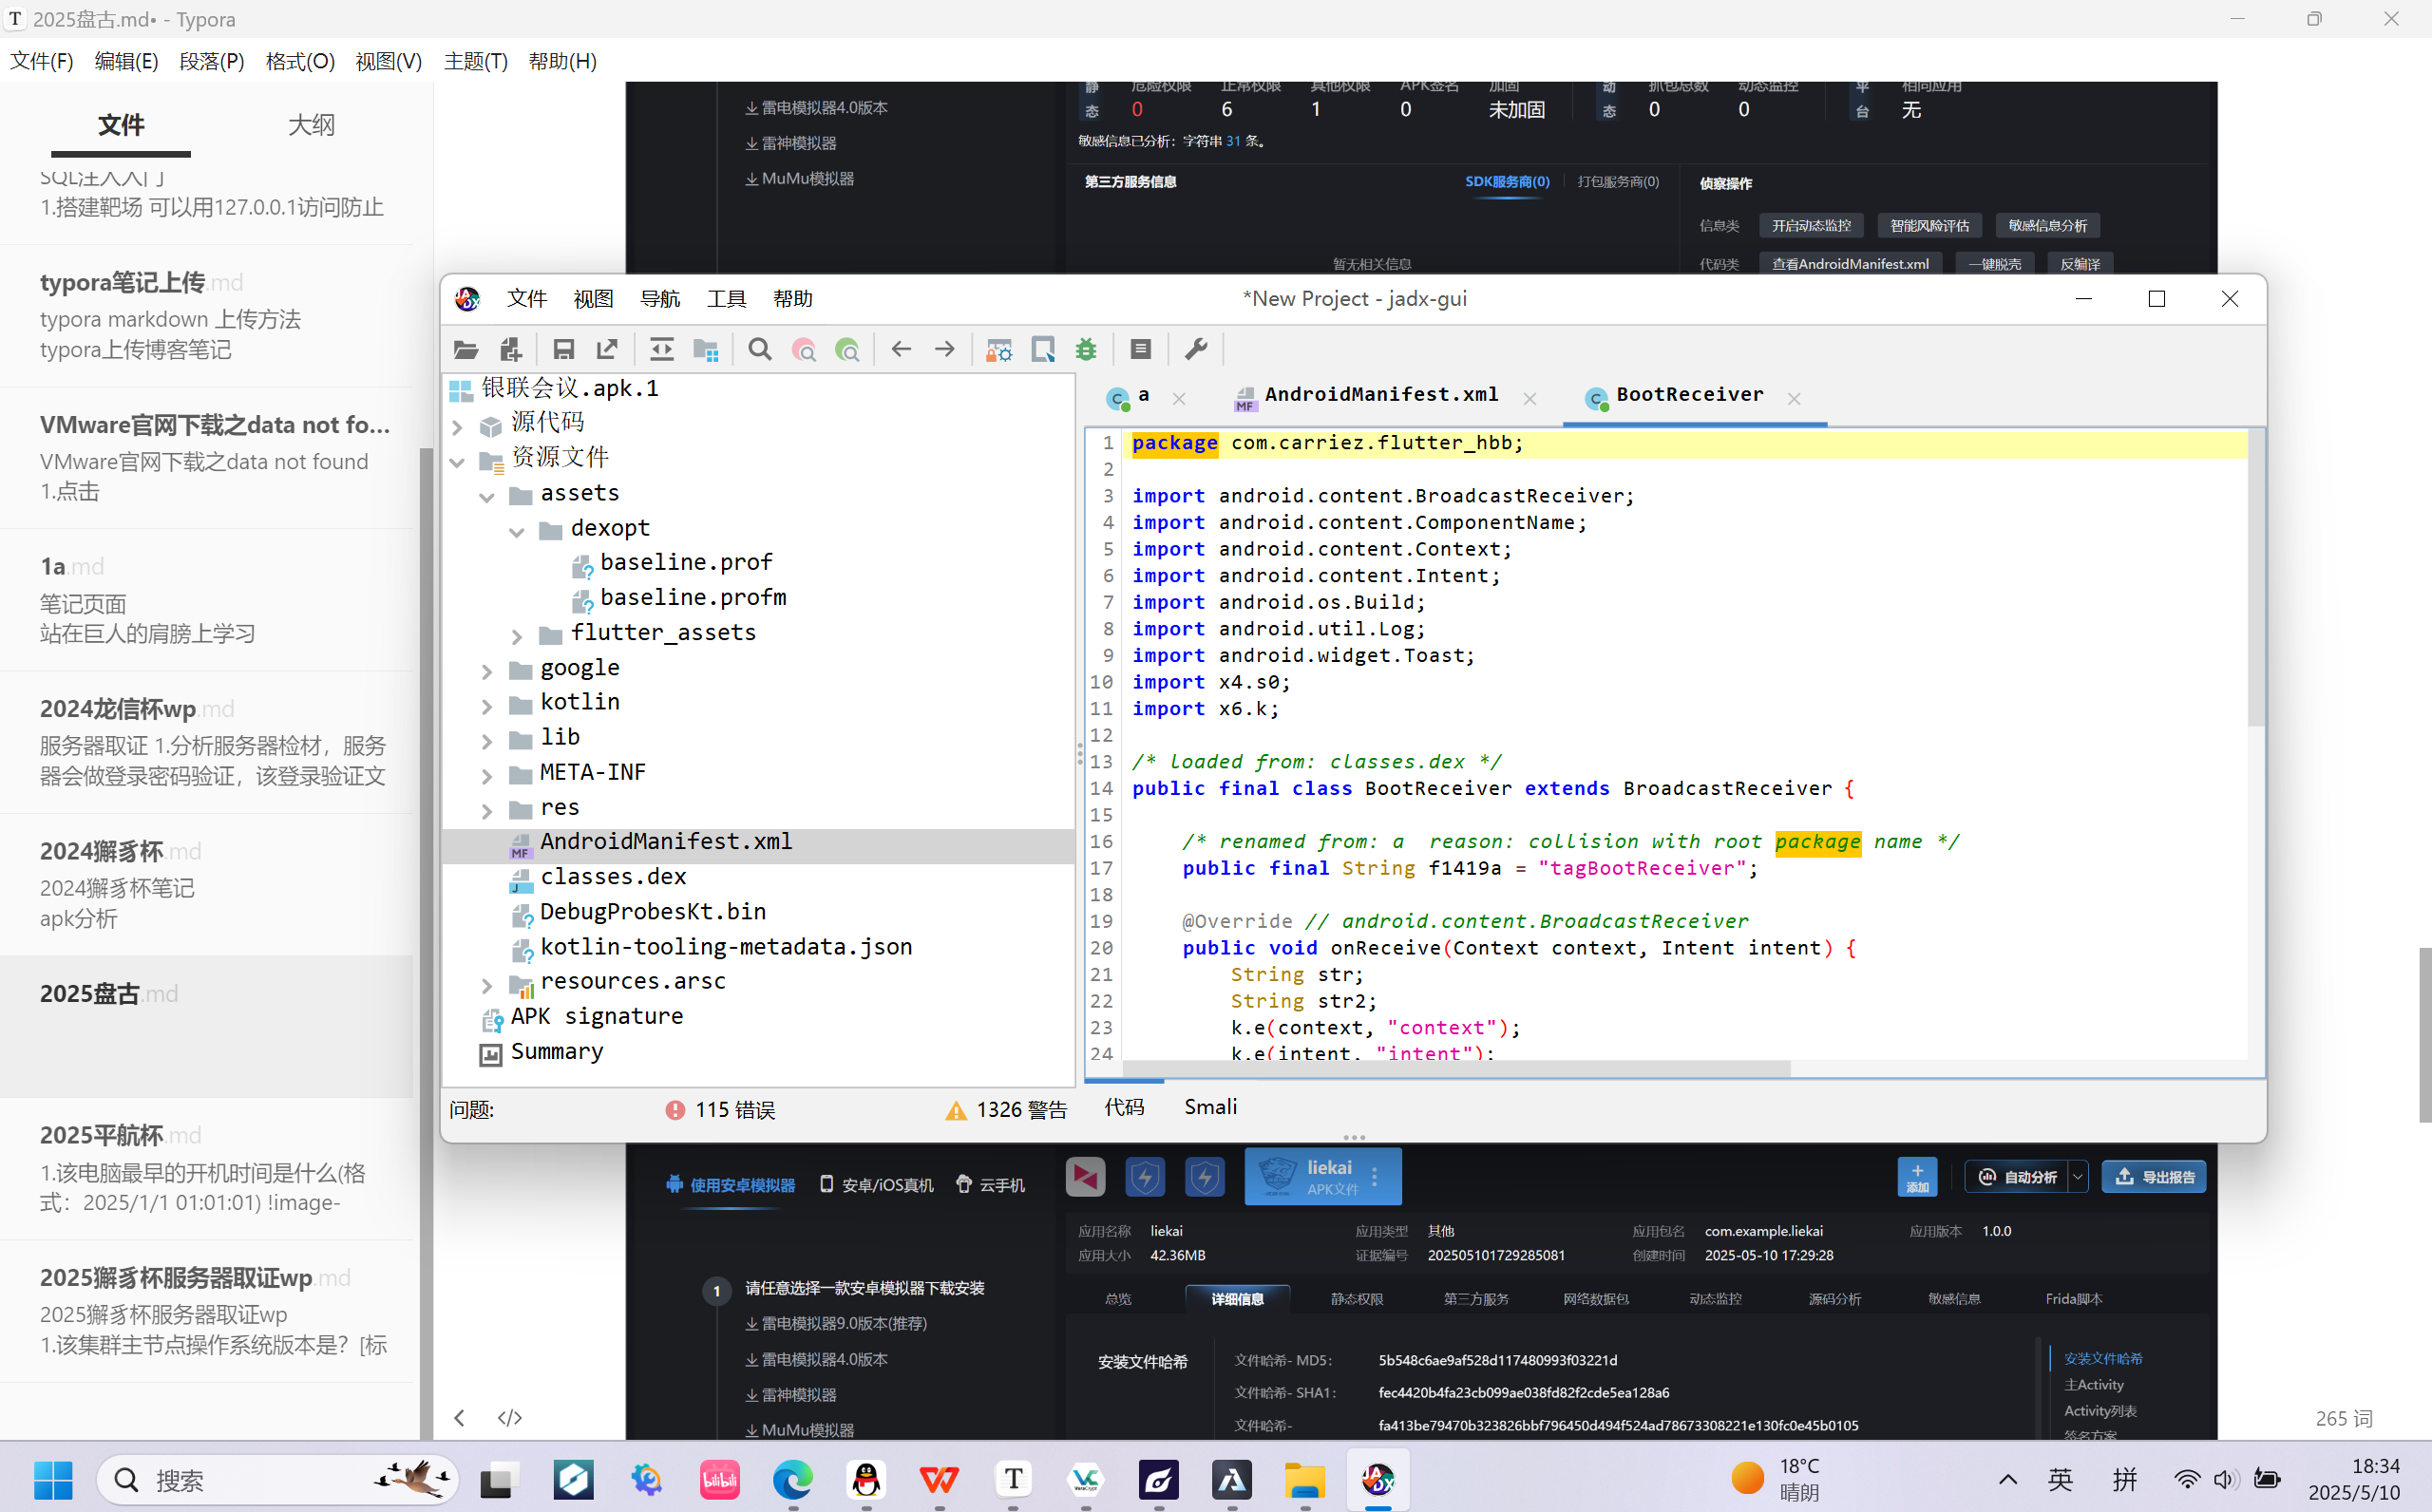 2025盘古.md• - Typora
文件(F) 编辑(E) 段落(P) 格式(O) 视图(V) 主题(T) 帮助(H)
文件 大纲
SQL注入入门
1.搭建靶场 可以用127.0.0.1访问防止
typora笔记上传.md
typora markdown 上传方法
typora上传博客笔记
VMware官网下载之data not fo...
VMware官网下载之data not found
1.点击
1a.md
笔记页面
站在巨人的肩膀上学习
2024龙信杯wp.md
服务器取证 1.分析服务器检材，服务
器会做登录密码验证，该登录验证文
2024獬豸杯.md
2024獬豸杯笔记
apk分析
2025盘古.md
2025平航杯.md
1.该电脑最早的开机时间是什么(格
式：2025/1/1 01:01:01) !image-
2025獬豸杯服务器取证wp.md
2025獬豸杯服务器取证wp
1.该集群主节点操作系统版本是？[标
雷电模拟器4.0版本
雷神模拟器
MuMu模拟器
静态 危险权限 正常权限 其他权限 APK签名 加固 动态 抓包总数 动态监控 平台 相同应用
0 6 1 0 未加固 0 0 无
敏感信息已分析：字符串 31 条。
第三方服务信息 SDK服务商(0) 打包服务商(0) 侦察操作
信息类 开启动态监控 智能风险评估 敏感信息分析
暂无相关信息 代码类 查看AndroidManifest.xml 一键脱壳 反编译
文件 视图 导航 工具 帮助 *New Project - jadx-gui
银联会议.apk.1
源代码
资源文件
assets
dexopt
baseline.prof
baseline.profm
flutter_assets
google
kotlin
lib
META-INF
res
AndroidManifest.xml
classes.dex
DebugProbesKt.bin
kotlin-tooling-metadata.json
resources.arsc
APK signature
Summary
问题: 115 错误 1326 警告
a AndroidManifest.xml BootReceiver
1 package com.carriez.flutter_hbb;
2
3 import android.content.BroadcastReceiver;
4 import android.content.ComponentName;
5 import android.content.Context;
6 import android.content.Intent;
7 import android.os.Build;
8 import android.util.Log;
9 import android.widget.Toast;
10 import x4.s0;
11 import x6.k;
12
13 /* loaded from: classes.dex */
14 public final class BootReceiver extends BroadcastReceiver {
15
16 /* renamed from: a  reason: collision with root package name */
17 public final String f1419a = "tagBootReceiver";
18
19 @Override // android.content.BroadcastReceiver
20 public void onReceive(Context context, Intent intent) {
21 String str;
22 String str2;
23 k.e(context, "context");
24 k.e(intent, "intent");
代码 Smali
使用安卓模拟器 安卓/iOS真机 云手机
liekai
APK文件
添加 自动分析 导出报告
应用名称 liekai 应用类型 其他 应用包名 com.example.liekai 应用版本 1.0.0
应用大小 42.36MB 证据编号 202505101729285081 创建时间 2025-05-10 17:29:28
1 请任意选择一款安卓模拟器下载安装
雷电模拟器9.0版本(推荐)
雷电模拟器4.0版本
雷神模拟器
MuMu模拟器
总览 详细信息 静态权限 第三方服务 网络数据包 动态监控 源码分析 敏感信息 Frida脚本
安装文件哈希 文件哈希- MD5： 5b548c6ae9af528d117480993f03221d
文件哈希- SHA1： fec4420b4fa23cb099ae038fd82f2cde5ea128a6
文件哈希- fa413be79470b323826bbf796450d494f524ad78673308221e130fc0e45b0105
安装文件哈希
主Activity
Activity列表
签名方案
265 词
搜索
18°C
晴朗
英 拼
18:34
2025/5/10